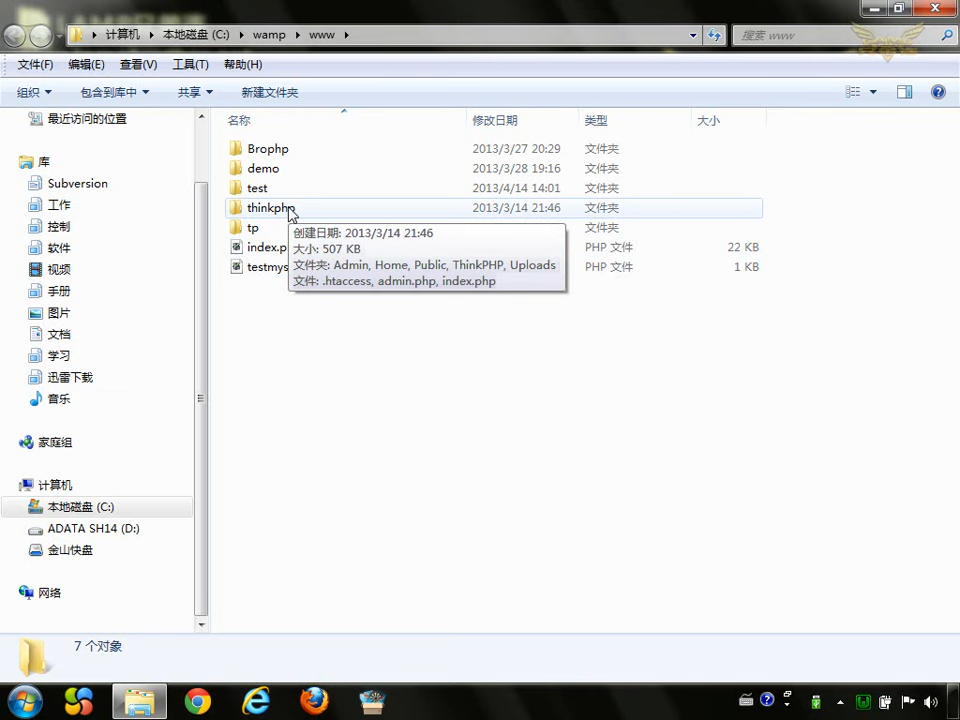 计算机 本地磁盘 (C:) wamp www
搜索 www
文件(F) 编辑(E) 查看(V) 工具(T) 帮助(H)
组织 包含到库中 共享 新建文件夹
最近访问的位置
库
Subversion
工作
控制
软件
视频
手册
图片
文档
学习
迅雷下载
音乐
家庭组
计算机
本地磁盘 (C:)
ADATA SH14 (D:)
金山快盘
网络
名称 修改日期 类型 大小
Brophp 2013/3/27 20:29 文件夹
demo 2013/3/28 19:16 文件夹
test 2013/4/14 14:01 文件夹
thinkphp 2013/3/14 21:46 文件夹
tp 文件夹
index.p PHP 文件 22 KB
testmys PHP 文件 1 KB
创建日期: 2013/3/14 21:46
大小: 507 KB
文件夹: Admin, Home, Public, ThinkPHP, Uploads
文件: .htaccess, admin.php, index.php
7 个对象